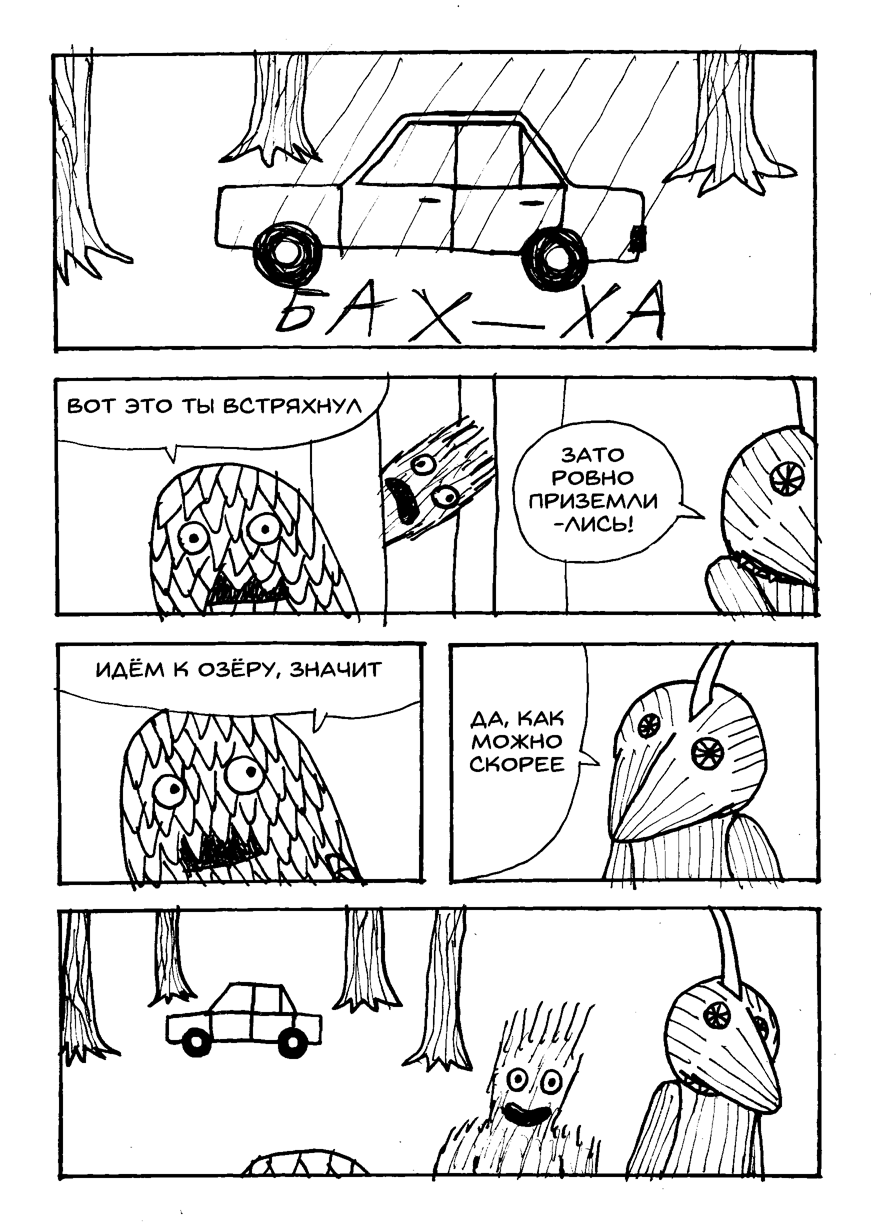 БАХ—ХА
ВОТ ЭТО ТЫ ВСТРЯХНУЛ
ЗАТО
РОВНО
ПРИЗЕМЛИ
-ЛИСЬ!
ИДЁМ К ОЗЁРУ, ЗНАЧИТ
ДА, КАК
МОЖНО
СКОРЕЕ